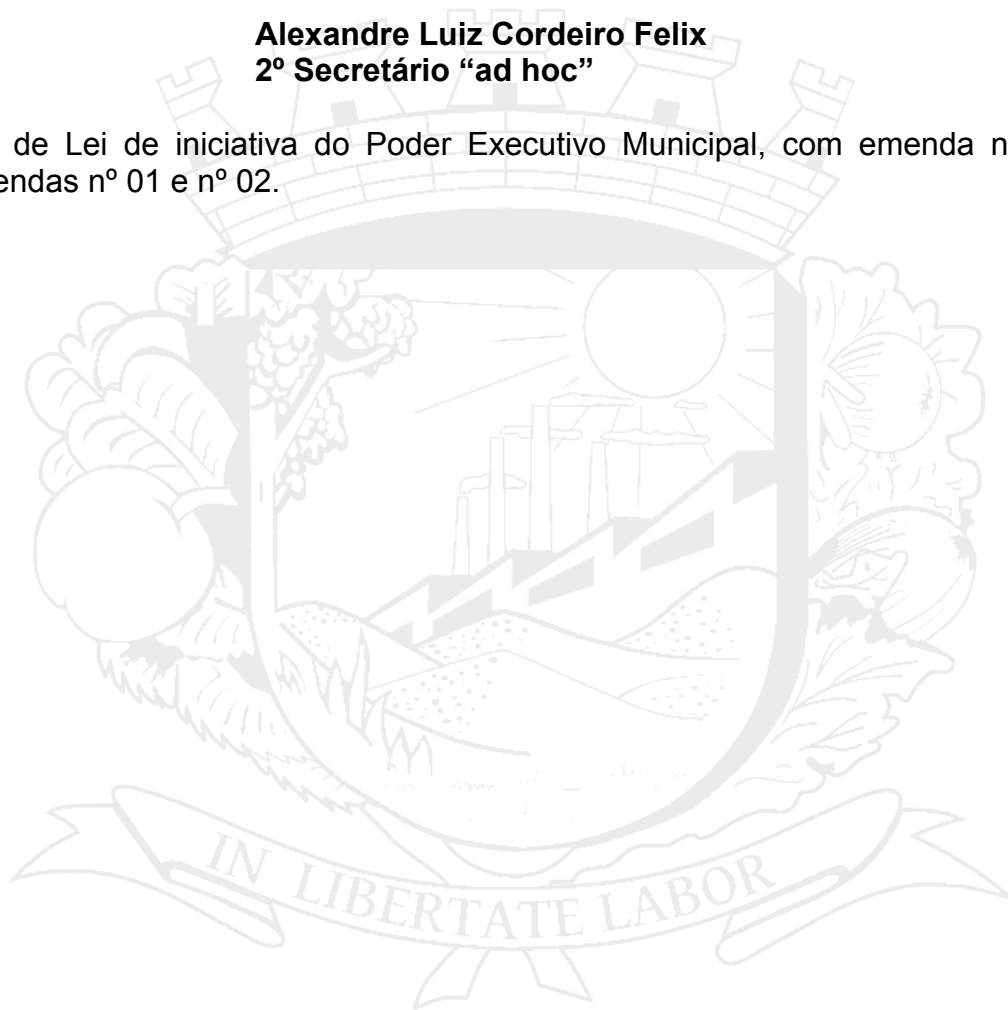 Alexandre Luiz Cordeiro Felix
2º Secretário “ad hoc”
de Lei de iniciativa do Poder Executivo Municipal, com emenda n
endas nº 01 e nº 02.
IN LIBERTATE LABOR